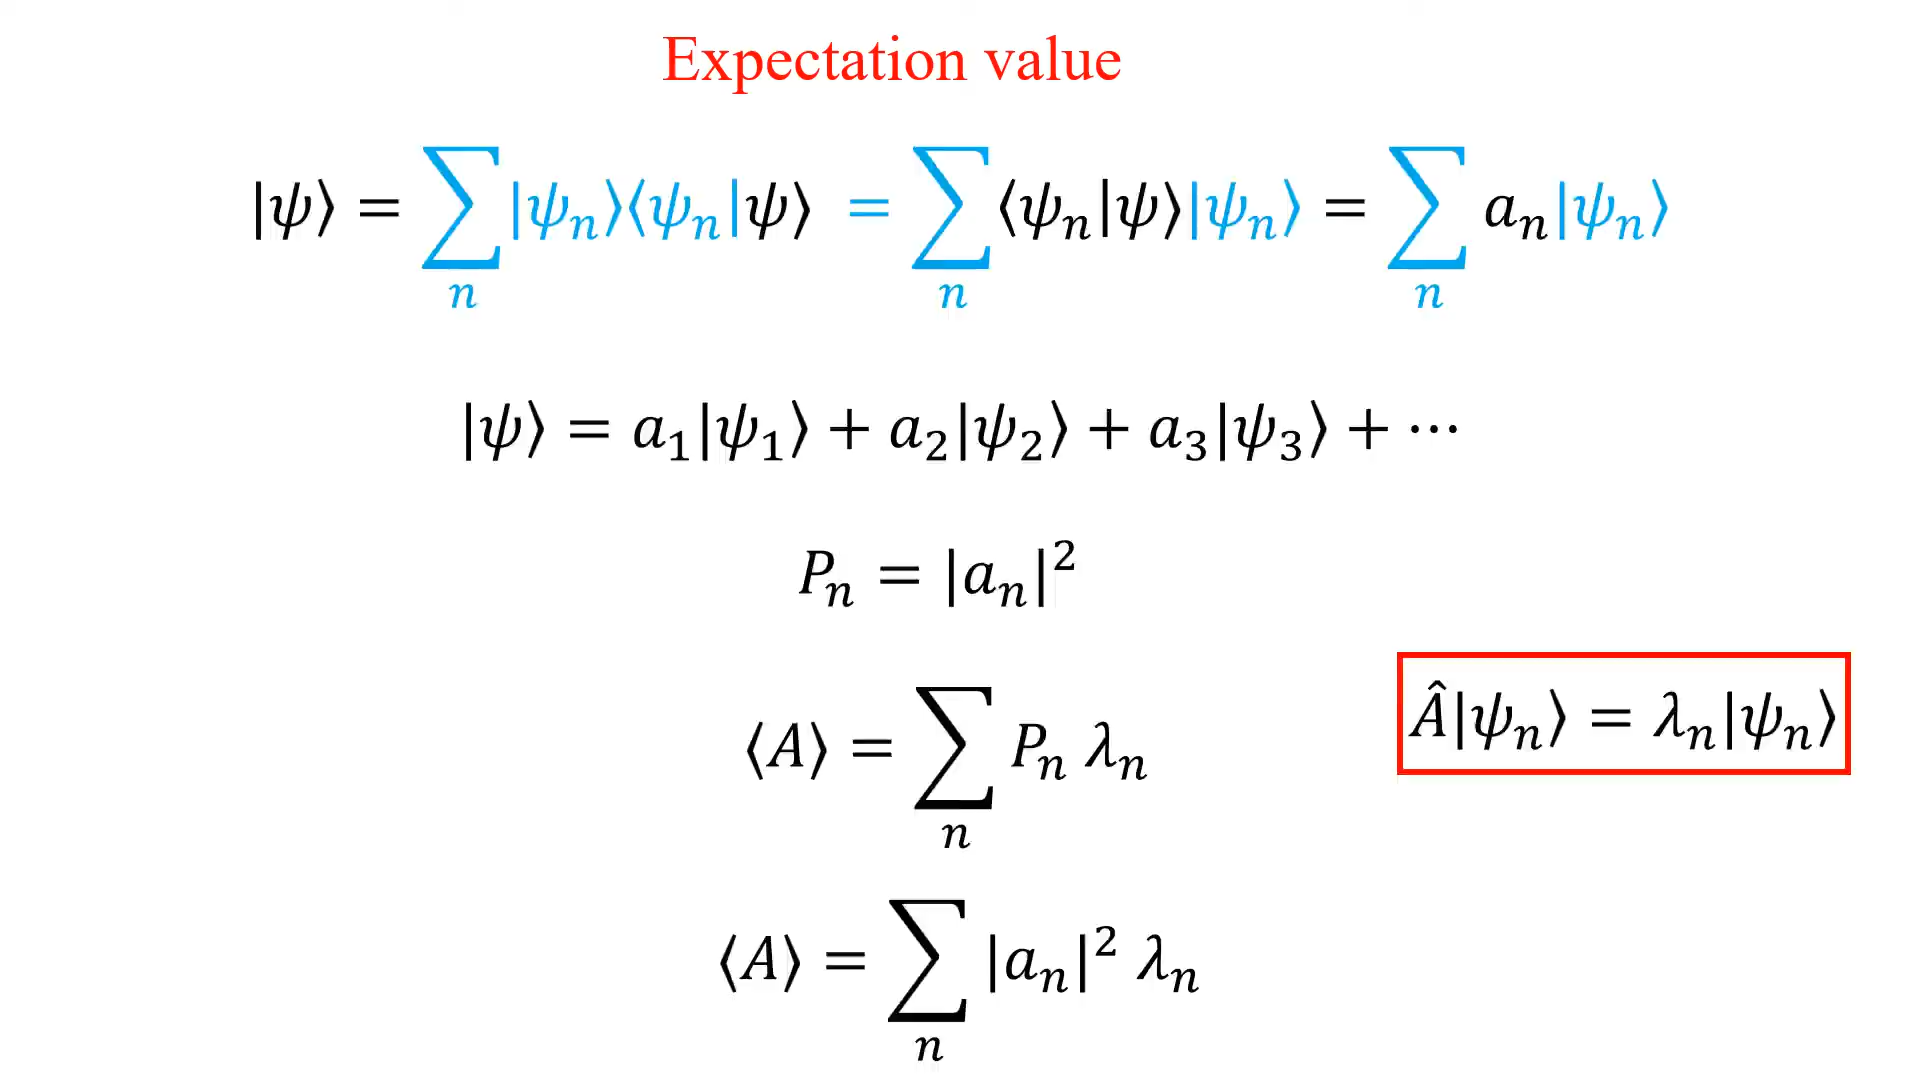 Expectation value
|ψ⟩ = ∑ₙ |ψₙ⟩⟨ψₙ|ψ⟩ = ∑ₙ ⟨ψₙ|ψ⟩|ψₙ⟩ = ∑ₙ aₙ|ψₙ⟩
|ψ⟩ = a₁|ψ₁⟩ + a₂|ψ₂⟩ + a₃|ψ₃⟩ + ⋯
Pₙ = |aₙ|²
⟨A⟩ = ∑ₙ Pₙ λₙ
Â|ψₙ⟩ = λₙ|ψₙ⟩
⟨A⟩ = ∑ₙ |aₙ|² λₙ